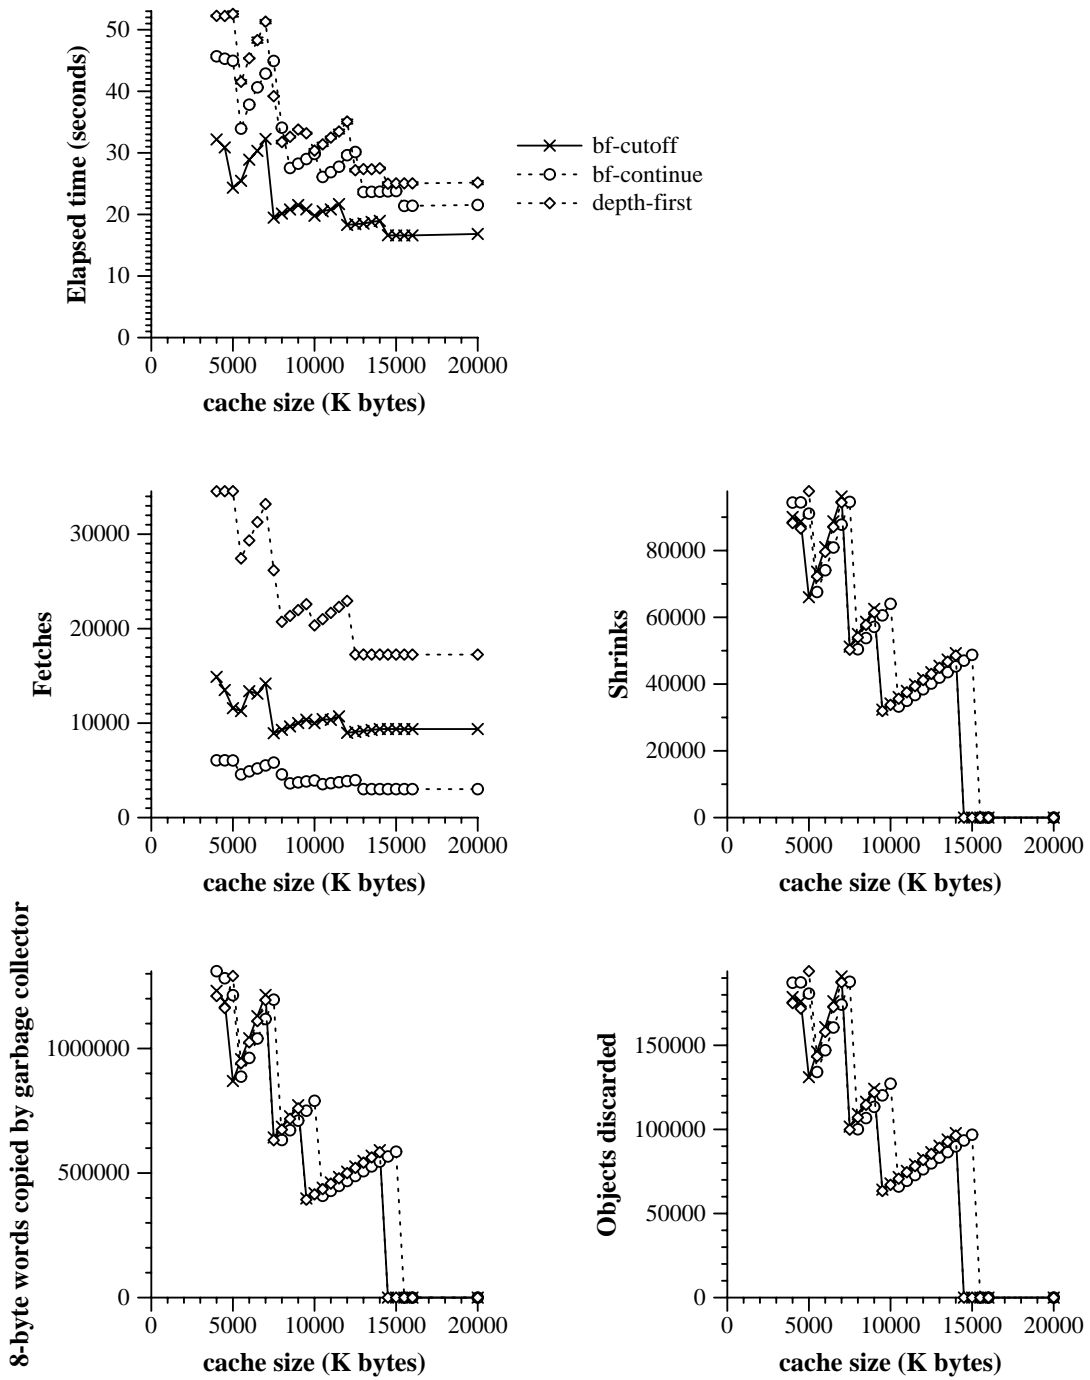 50
40
30
20
10
0
Elapsed time (seconds)
0 5000 10000 15000 20000
cache size (K bytes)
bf-cutoff
bf-continue
depth-first
30000
20000
10000
0
Fetches
0 5000 10000 15000 20000
cache size (K bytes)
80000
60000
40000
20000
0
Shrinks
0 5000 10000 15000 20000
cache size (K bytes)
1000000
500000
0
8-byte words copied by garbage collector
0 5000 10000 15000 20000
cache size (K bytes)
150000
100000
50000
0
Objects discarded
0 5000 10000 15000 20000
cache size (K bytes)